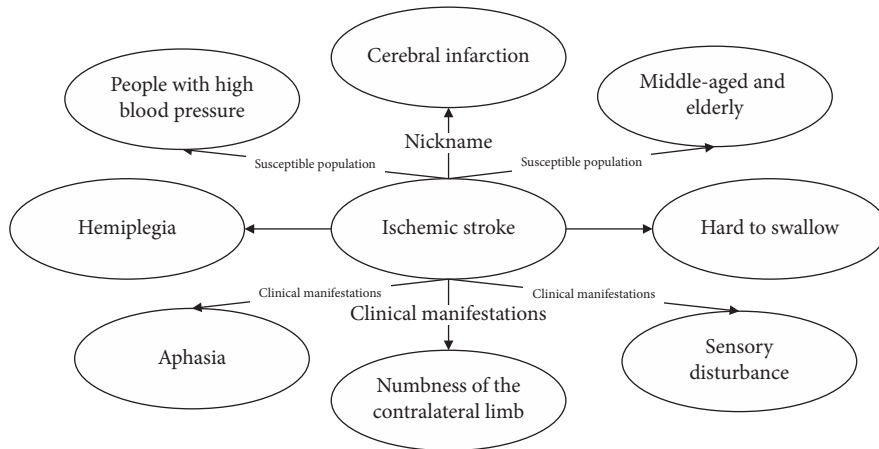 Cerebral infarction
People with high
blood pressure
Middle-aged and
elderly
Nickname
Susceptible population
Susceptible population
Hemiplegia
Ischemic stroke
Hard to swallow
Clinical manifestations
Clinical manifestations
Clinical manifestations
Aphasia
Sensory
disturbance
Numbness of the
contralateral limb